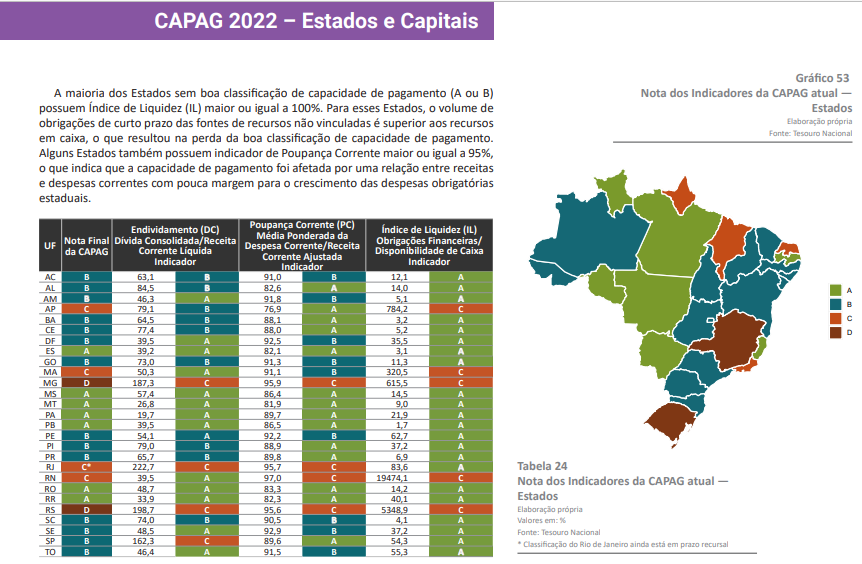 CAPAG 2022 – Estados e Capitais
A maioria dos Estados sem boa classificação de capacidade de pagamento (A ou B)
possuem Índice de Liquidez (IL) maior ou igual a 100%. Para esses Estados, o volume de
obrigações de curto prazo das fontes de recursos não vinculadas é superior aos recursos
em caixa, o que resultou na perda da boa classificação de capacidade de pagamento.
Alguns Estados também possuem indicador de Poupança Corrente maior ou igual a 95%,
o que indica que a capacidade de pagamento foi afetada por uma relação entre receitas
e despesas correntes com pouca margem para o crescimento das despesas obrigatórias
estaduais.
UF Nota Final da CAPAG Endividamento (DC) Dívida Consolidada/Receita Corrente Líquida Indicador Poupança Corrente (PC) Média Ponderada da Despesa Corrente/Receita Corrente Ajustada Indicador Índice de Liquidez (IL) Obrigações Financeiras/ Disponibilidade de Caixa Indicador
AC B 63,1 B 91,0 B 12,1 A
AL B 84,5 B 82,6 A 14,0 A
AM B 46,3 A 91,8 B 5,1 A
AP C 79,1 B 76,9 A 784,2 C
BA B 64,5 B 88,1 A 3,2 A
CE B 77,4 B 88,0 A 5,2 A
DF B 39,5 A 92,5 B 35,5 A
ES A 39,2 A 82,1 A 3,1 A
GO B 73,0 B 91,3 B 11,3 A
MA C 50,3 A 91,1 B 320,5 C
MG D 187,3 C 95,9 C 615,5 C
MS A 57,4 A 86,4 A 14,5 A
MT A 26,8 A 81,9 A 9,0 A
PA A 19,7 A 89,7 A 21,9 A
PB A 39,5 A 86,5 A 1,7 A
PE B 54,1 A 92,2 B 62,7 A
PI B 79,0 B 88,9 A 37,2 A
PR B 65,7 B 89,8 A 6,9 A
RJ C* 222,7 C 95,7 C 83,6 A
RN C 39,5 A 97,0 C 19474,1 C
RO A 48,7 A 83,3 A 14,2 A
RR A 33,9 A 82,3 A 40,1 A
RS D 198,7 C 95,6 C 5348,9 C
SC B 74,0 B 90,5 B 4,1 A
SE B 48,5 A 92,9 B 37,2 A
SP B 162,3 C 89,6 A 54,3 A
TO B 46,4 A 91,5 B 55,3 A
Gráfico 53
Nota dos Indicadores da CAPAG atual —
Estados
Elaboração própria
Fonte: Tesouro Nacional
A
B
C
D
Tabela 24
Nota dos Indicadores da CAPAG atual —
Estados
Elaboração própria
Valores em: %
Fonte: Tesouro Nacional
* Classificação do Rio de Janeiro ainda está em prazo recursal